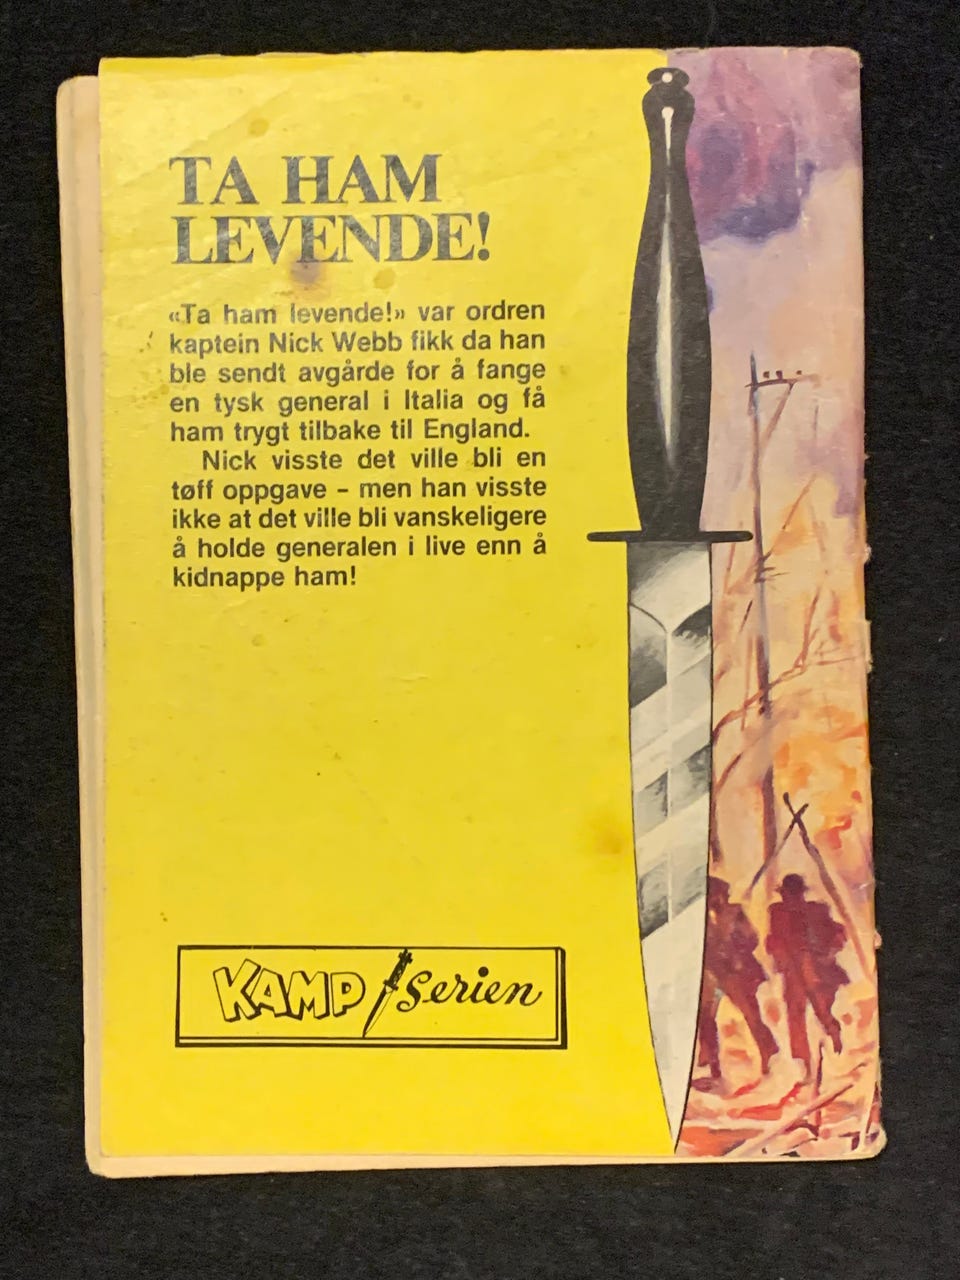 TA HAM
LEVENDE!
«Ta ham levende!» var ordren
kaptein Nick Webb fikk da han
ble sendt avgårde for å fange
en tysk general i Italia og få
ham trygt tilbake til England.
Nick visste det ville bli en
tøff oppgave – men han visste
ikke at det ville bli vanskeligere
å holde generalen i live enn å
kidnappe ham!
KAMP serien